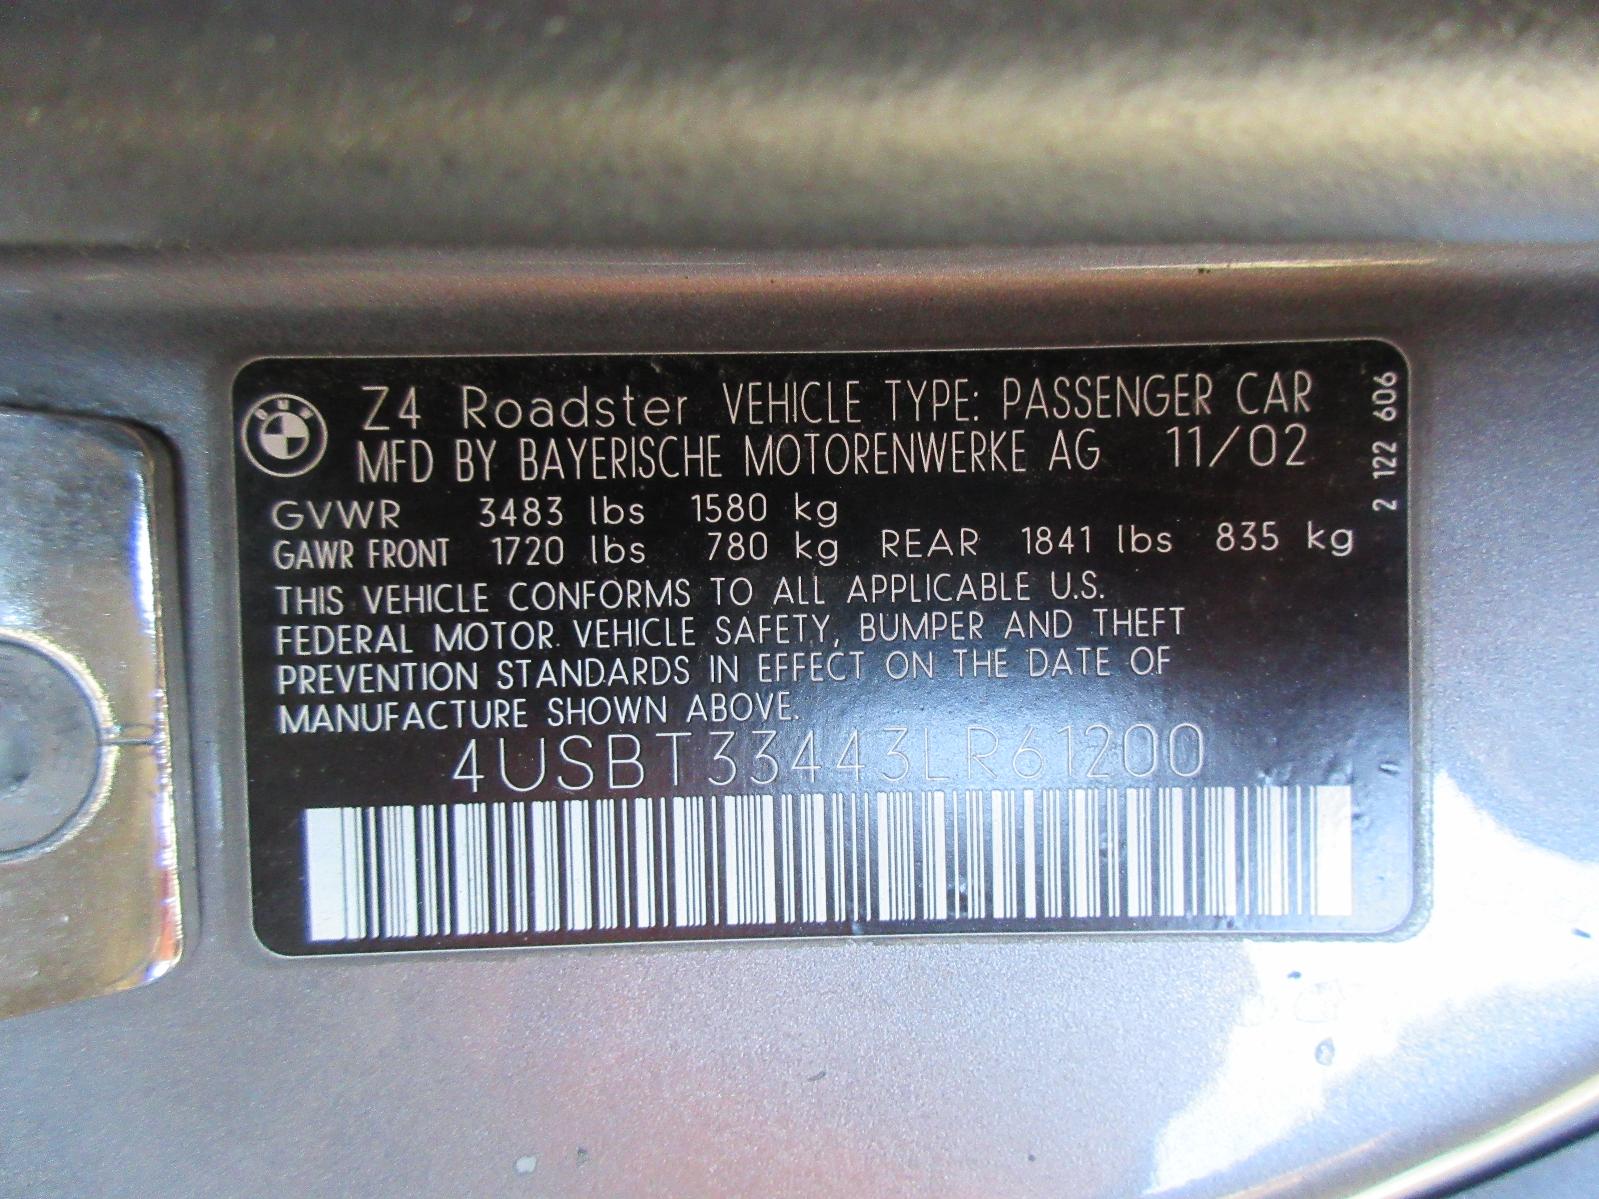 BMW
Z4 Roadster VEHICLE TYPE: PASSENGER CAR
MFD BY BAYERISCHE MOTORENWERKE AG 11/02
GVWR 3483 lbs 1580 kg
GAWR FRONT 1720 lbs 780 kg REAR 1841 lbs 835 kg
THIS VEHICLE CONFORMS TO ALL APPLICABLE U.S.
FEDERAL MOTOR VEHICLE SAFETY, BUMPER AND THEFT
PREVENTION STANDARDS IN EFFECT ON THE DATE OF
MANUFACTURE SHOWN ABOVE.
4USBT33443LR61200
2 122 606